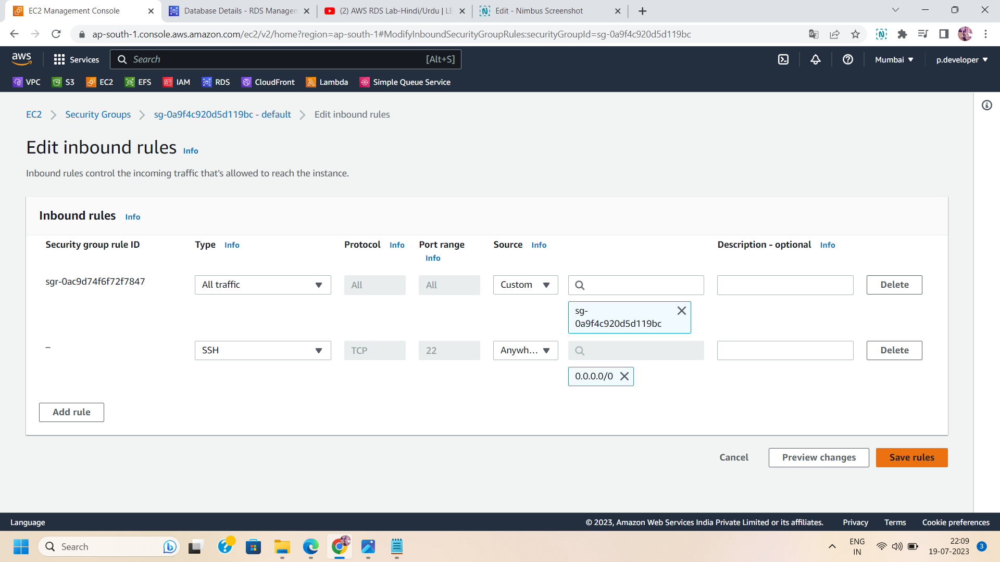 EC2 Management Console
Database Details - RDS Managem
(2) AWS RDS Lab-Hindi/Urdu | LE
Edit - Nimbus Screenshot
ap-south-1.console.aws.amazon.com/ec2/v2/home?region=ap-south-1#ModifyInboundSecurityGroupRules:securityGroupId=sg-0a9f4c920d5d119bc
aws
Services
Search
[Alt+S]
Mumbai
p.developer
VPC
S3
EC2
EFS
IAM
RDS
CloudFront
Lambda
Simple Queue Service
EC2
Security Groups
sg-0a9f4c920d5d119bc - default
Edit inbound rules
Edit inbound rules Info
Inbound rules control the incoming traffic that's allowed to reach the instance.
Inbound rules Info
Security group rule ID
Type Info
Protocol Info
Port range
Info
Source Info
Description - optional Info
sgr-0ac9d74f6f72f7847
All traffic
All
All
Custom
Delete
sg-
0a9f4c920d5d119bc
–
SSH
TCP
22
Anywh...
Delete
0.0.0.0/0
Add rule
Cancel
Preview changes
Save rules
Language
© 2023, Amazon Web Services India Private Limited or its affiliates.
Privacy
Terms
Cookie preferences
Search
ENG
IN
22:09
19-07-2023
3